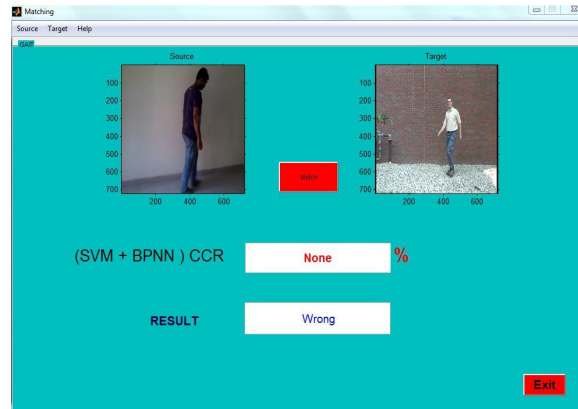 Matching
Source Target Help
GAIT
Source Target
100
200
300
400
500
600
700
200 400 600
100
200
300
400
500
600
700
200 400 600
Match
(SVM + BPNN ) CCR None %
RESULT Wrong
Exit